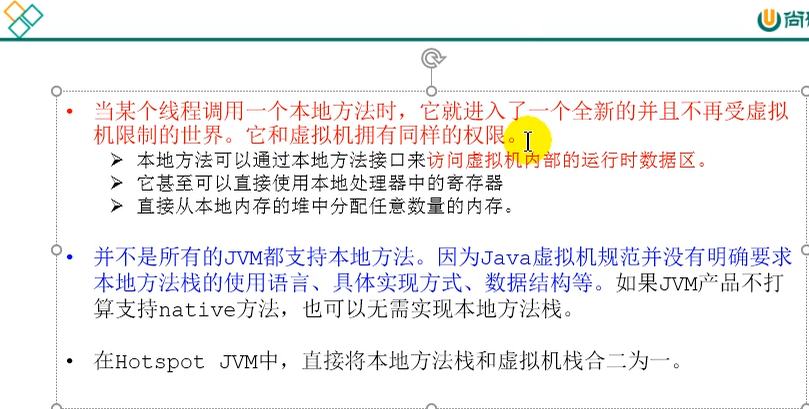 尚
• 当某个线程调用一个本地方法时，它就进入了一个全新的并且不再受虚拟
机限制的世界。它和虚拟机拥有同样的权限。
➢ 本地方法可以通过本地方法接口来访问虚拟机内部的运行时数据区。
➢ 它甚至可以直接使用本地处理器中的寄存器
➢ 直接从本地内存的堆中分配任意数量的内存。
• 并不是所有的JVM都支持本地方法。因为Java虚拟机规范并没有明确要求
本地方法栈的使用语言、具体实现方式、数据结构等。如果JVM产品不打
算支持native方法，也可以无需实现本地方法栈。
• 在Hotspot JVM中，直接将本地方法栈和虚拟机栈合二为一。